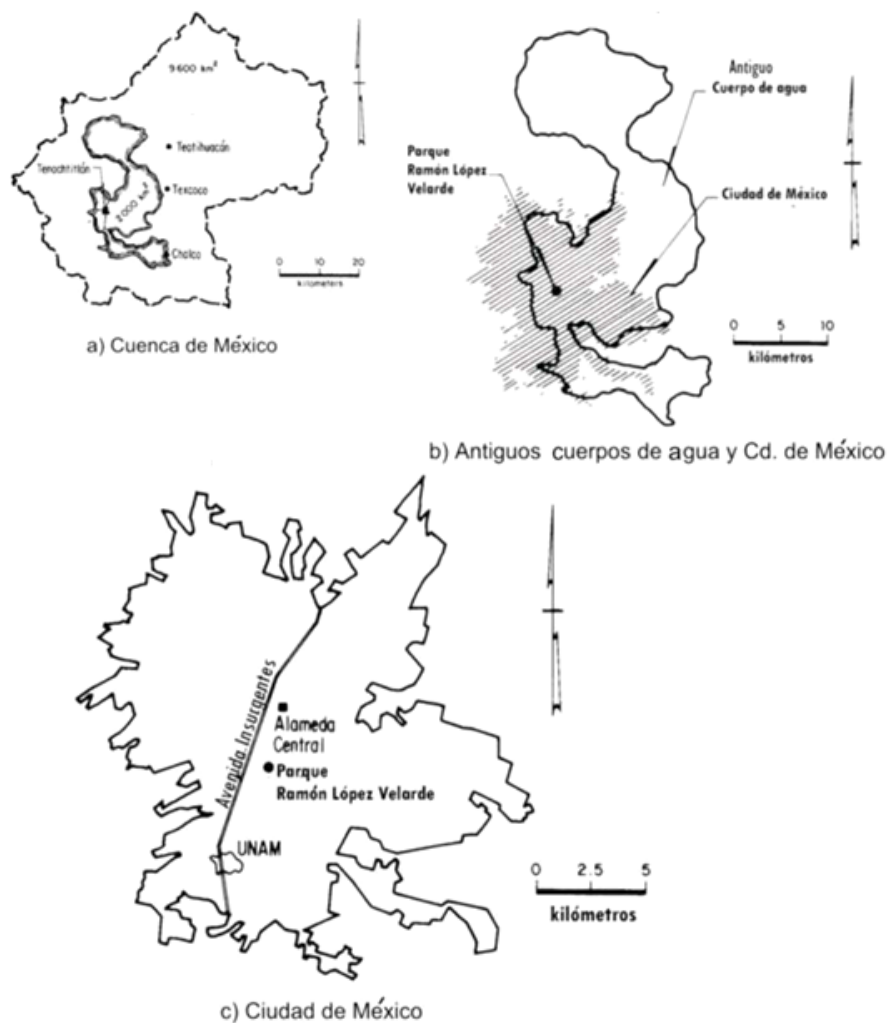 9600 km²
Teotihuacán
Tenochtitlán
Texcoco
2000 km²
Chalco
0 10 20
kilometers
a) Cuenca de México
Antiguo
Cuerpo de agua
Parque
Ramón López
Velarde
Ciudad de México
0 5 10
kilómetros
b) Antiguos cuerpos de agua y Cd. de México
Avenida Insurgentes
Alameda
Central
Parque
Ramón López Velarde
UNAM
0 2.5 5
kilómetros
c) Ciudad de México